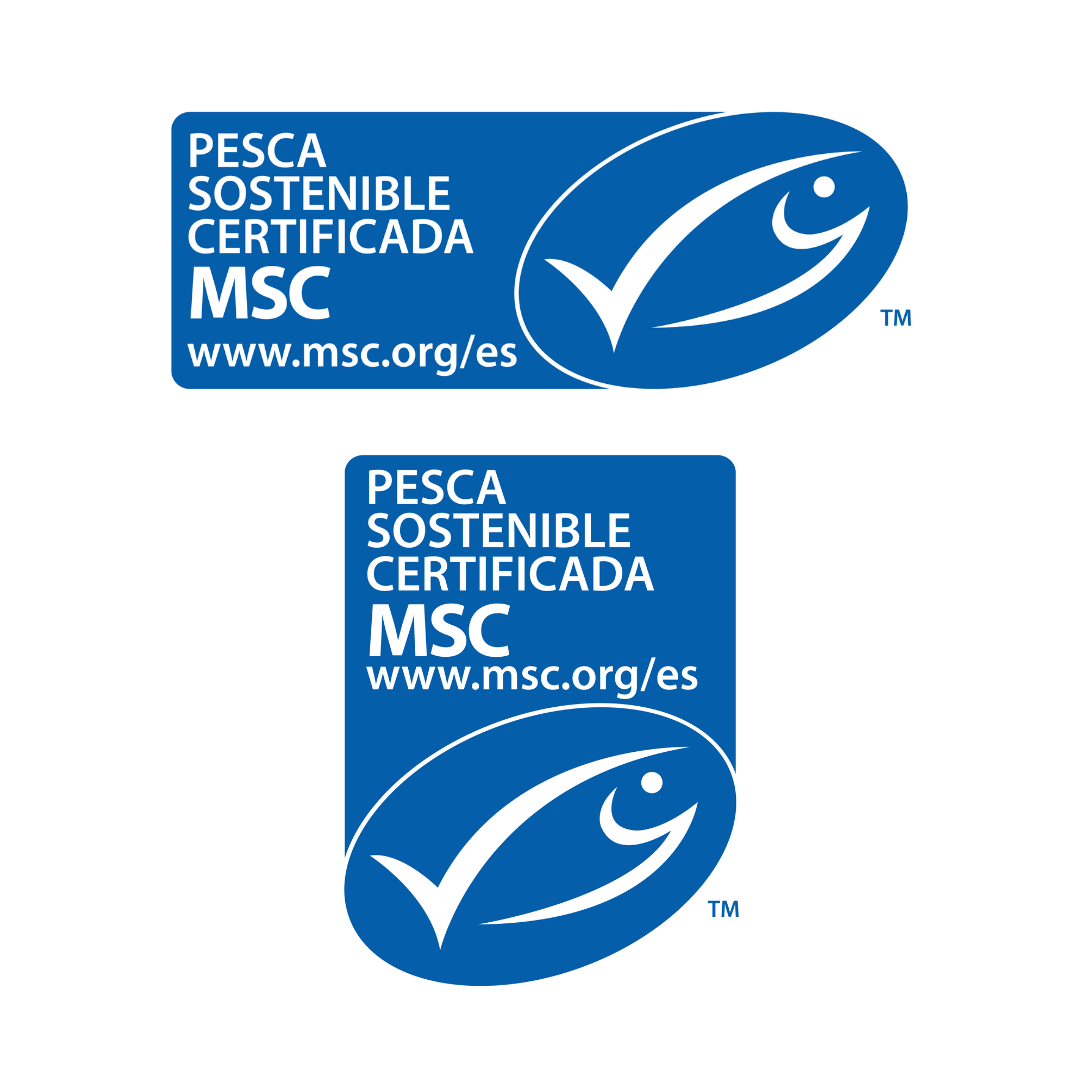 PESCA
SOSTENIBLE
CERTIFICADA
MSC
www.msc.org/es
TM
PESCA
SOSTENIBLE
CERTIFICADA
MSC
www.msc.org/es
TM